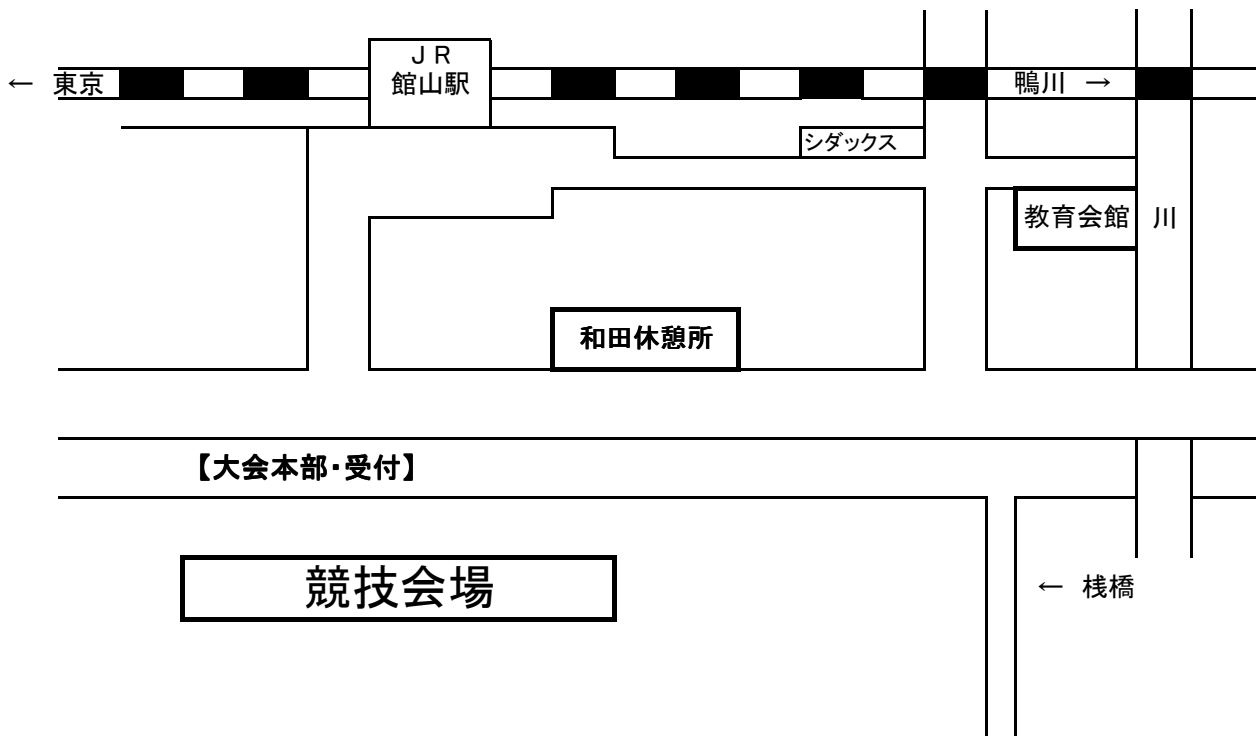 ＪＲ
← 東京
館山駅
鴨川 →
シダックス
教育会館
川
和田休憩所
【大会本部・受付】
競技会場
← 桟橋